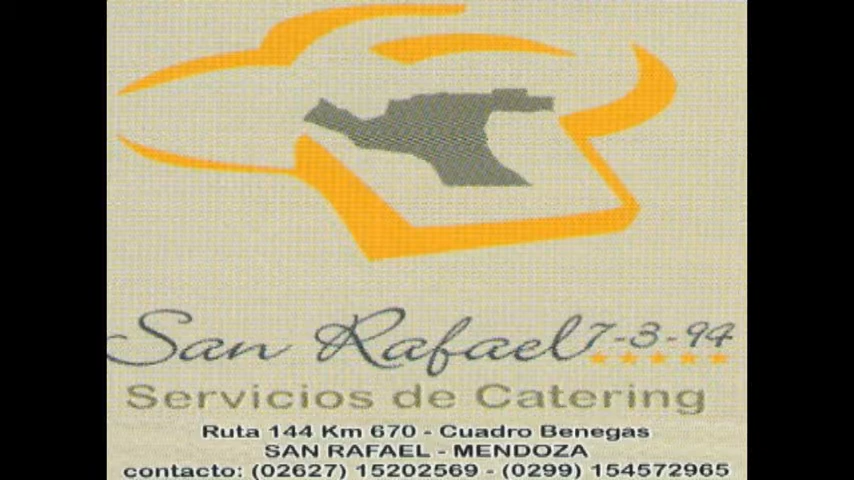 San Rafael 7-3-94
Servicios de Catering
Ruta 144 Km 670 - Cuadro Benegas
SAN RAFAEL - MENDOZA
contacto: (02627) 15202569 - (0299) 154572965